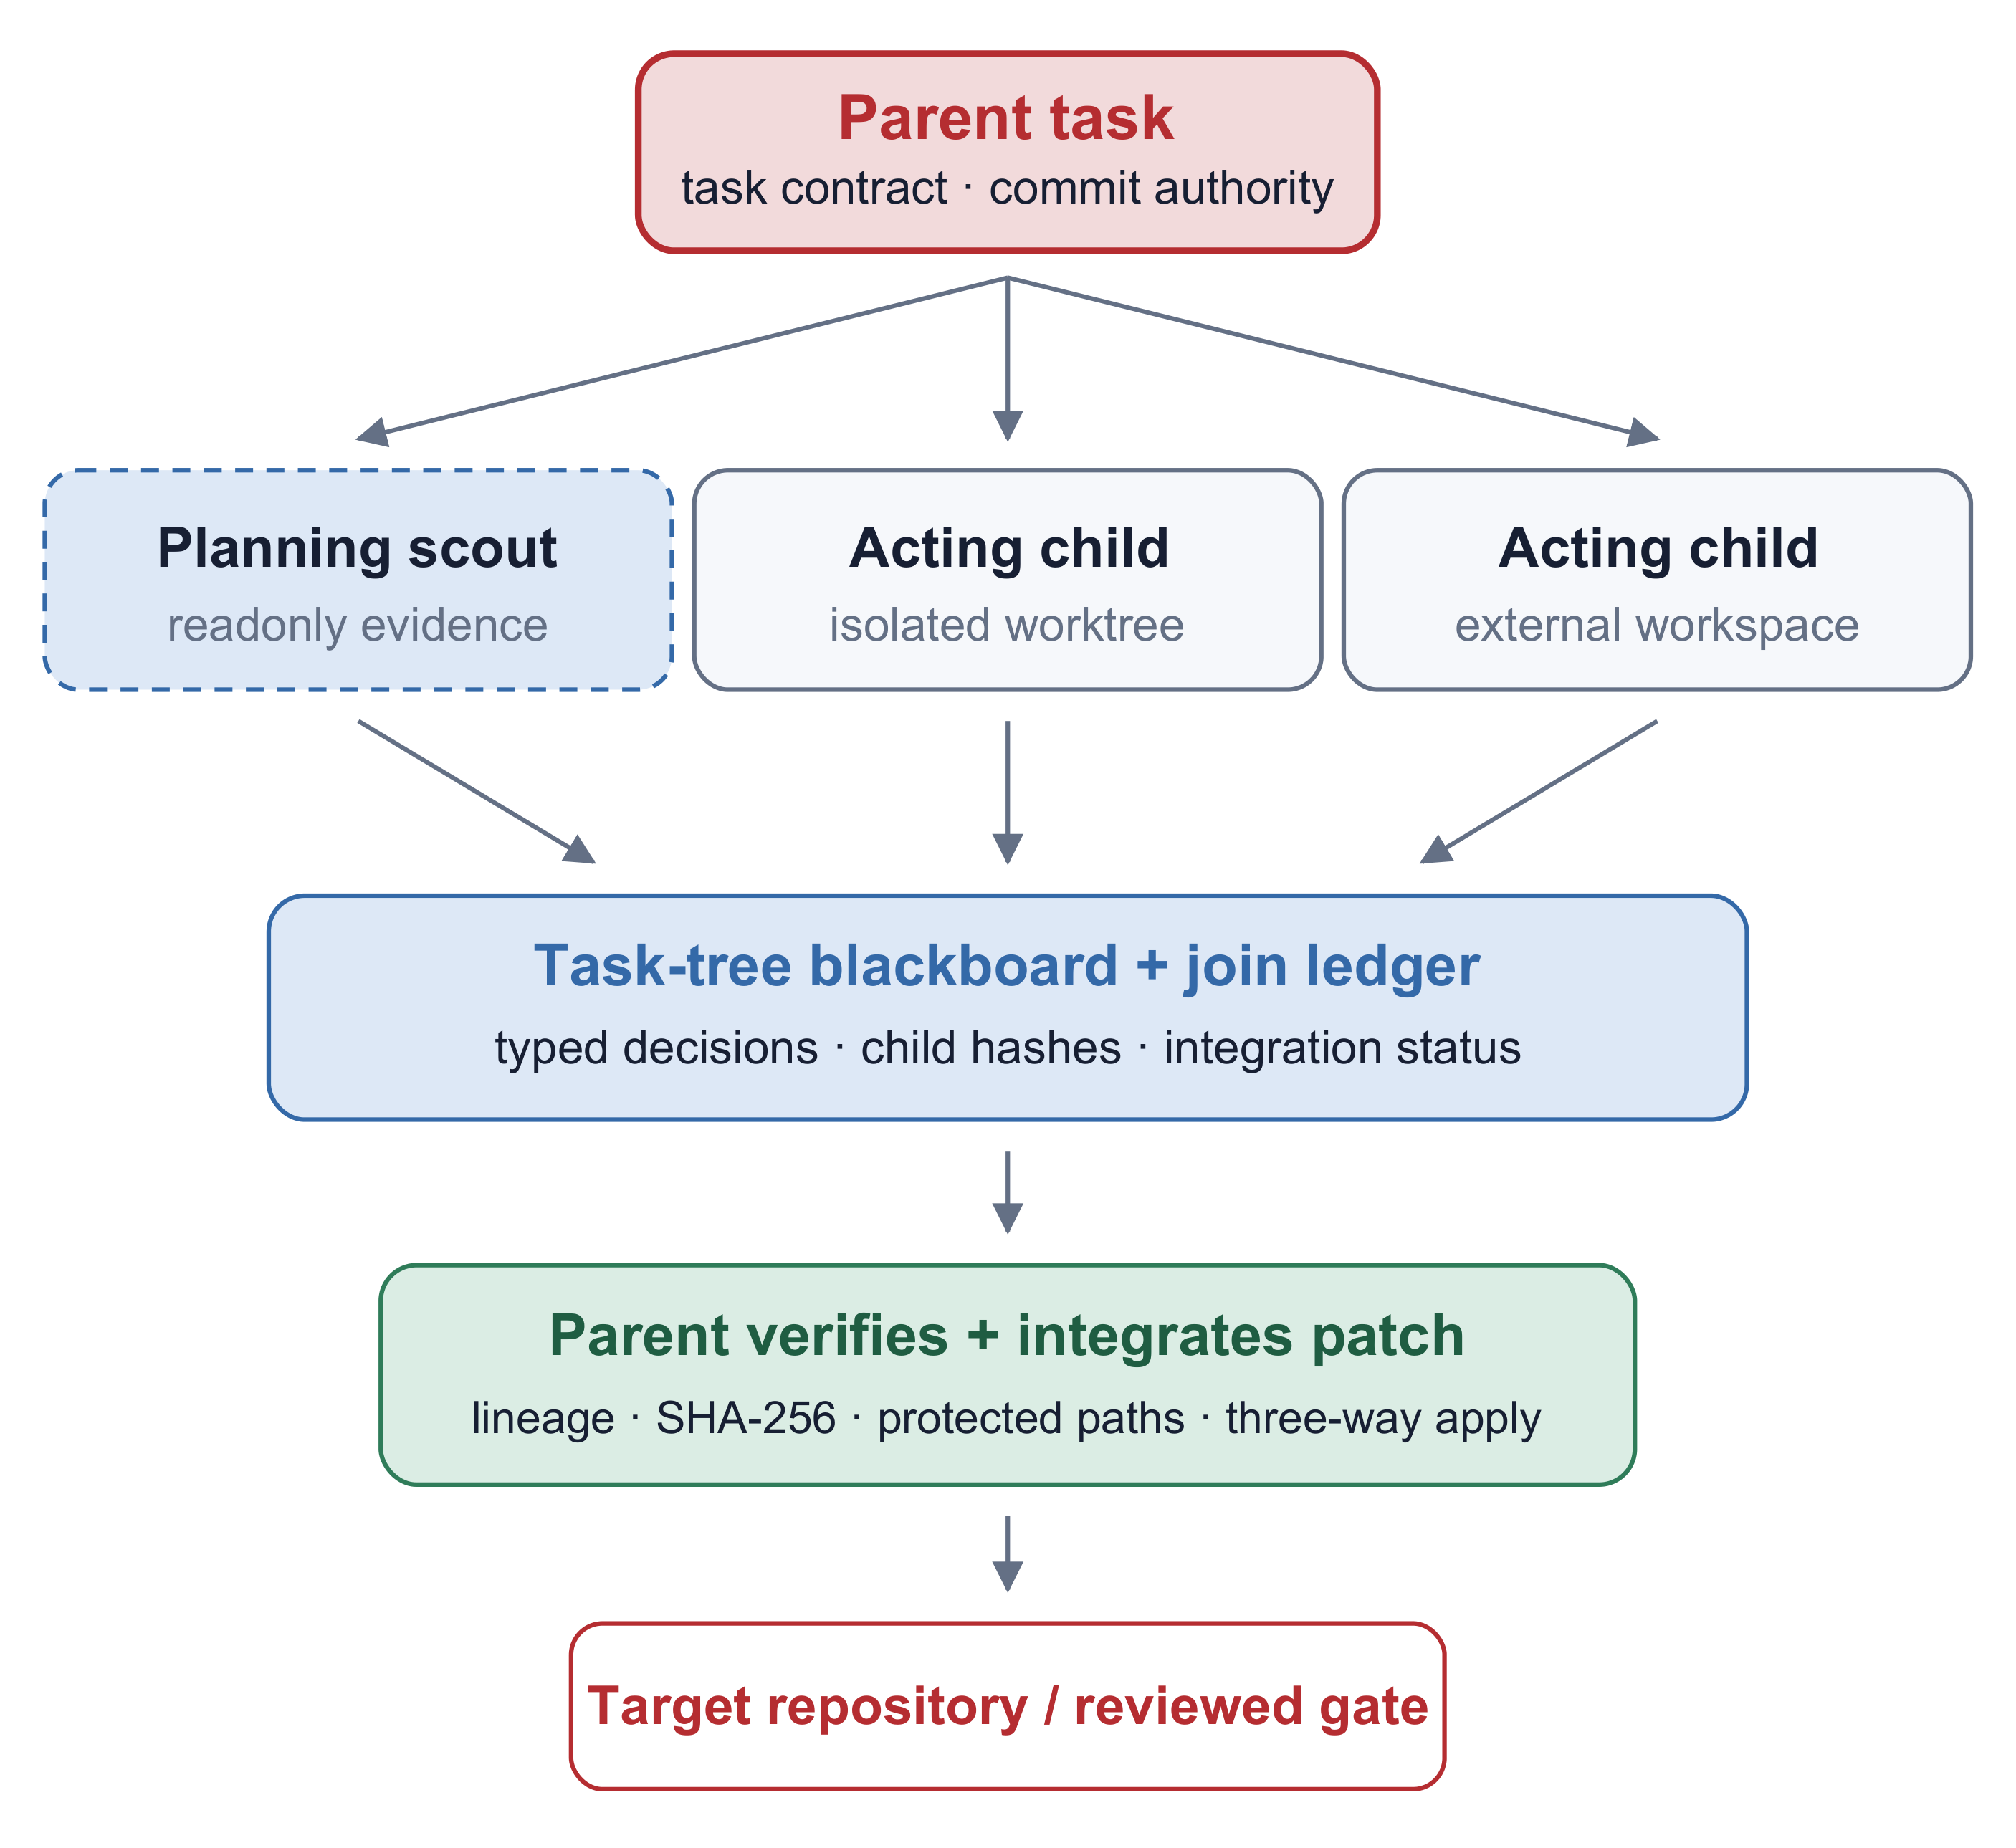 Parent task
task contract · commit authority
Planning scout
readonly evidence
Acting child
isolated worktree
Acting child
external workspace
Task-tree blackboard + join ledger
typed decisions · child hashes · integration status
Parent verifies + integrates patch
lineage · SHA-256 · protected paths · three-way apply
Target repository / reviewed gate